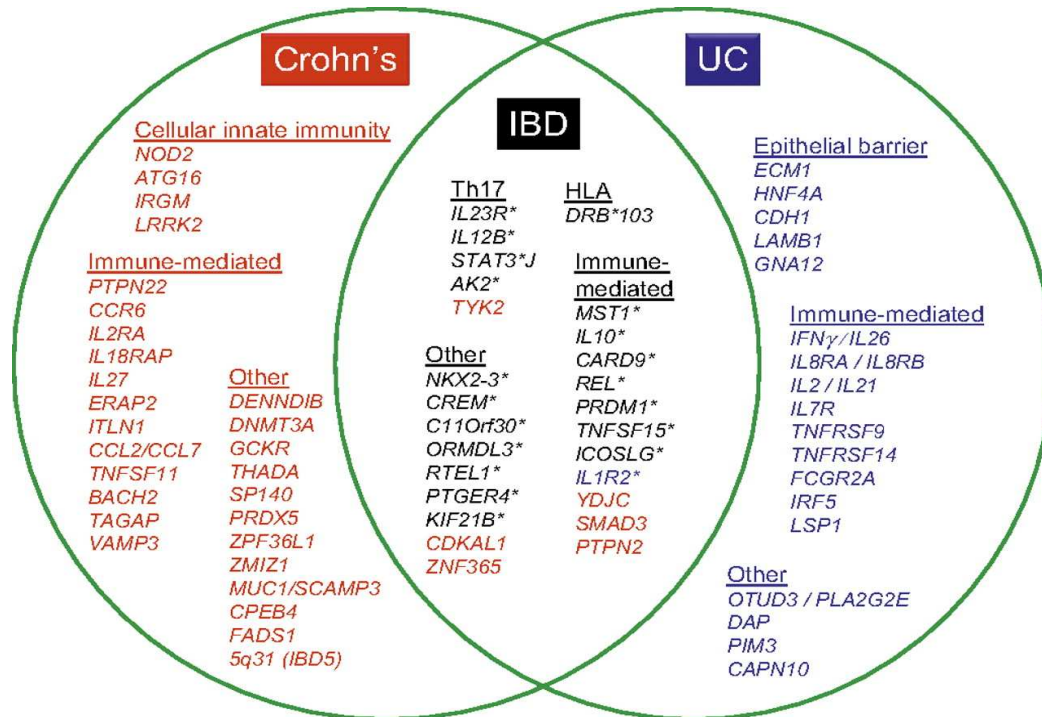 Crohn's
UC
IBD
Cellular innate immunity
NOD2
ATG16
IRGM
LRRK2
Immune-mediated
PTPN22
CCR6
IL2RA
IL18RAP
IL27
ERAP2
ITLN1
CCL2/CCL7
TNFSF11
BACH2
TAGAP
VAMP3
Other
DENNDIB
DNMT3A
GCKR
THADA
SP140
PRDX5
ZPF36L1
ZMIZ1
MUC1/SCAMP3
CPEB4
FADS1
5q31 (IBD5)
Th17
IL23R*
IL12B*
STAT3*J
AK2*
TYK2
Other
NKX2-3*
CREM*
C11Orf30*
ORMDL3*
RTEL1*
PTGER4*
KIF21B*
CDKAL1
ZNF365
HLA
DRB*103
Immune-
mediated
MST1*
IL10*
CARD9*
REL*
PRDM1*
TNFSF15*
ICOSLG*
IL1R2*
YDJC
SMAD3
PTPN2
Epithelial barrier
ECM1
HNF4A
CDH1
LAMB1
GNA12
Immune-mediated
IFNγ/IL26
IL8RA / IL8RB
IL2 / IL21
IL7R
TNFRSF9
TNFRSF14
FCGR2A
IRF5
LSP1
Other
OTUD3 / PLA2G2E
DAP
PIM3
CAPN10